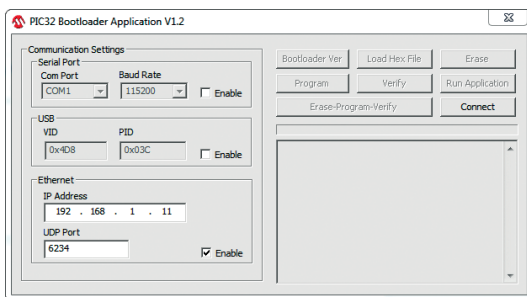 PIC32 Bootloader Application V1.2
Communication Settings
Serial Port
Com Port Baud Rate
COM1 115200 Enable
USB
VID PID
0x4D8 0x03C Enable
Ethernet
IP Address
192 . 168 . 1 . 11
UDP Port
6234 Enable
Bootloader Ver Load Hex File Erase
Program Verify Run Application
Erase-Program-Verify Connect